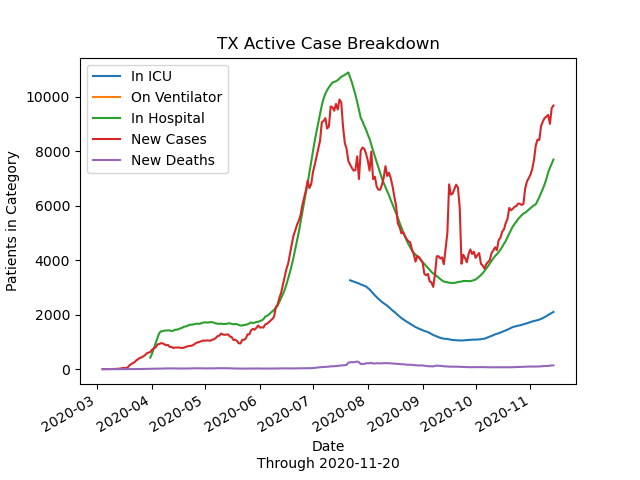 TX Active Case Breakdown
In ICU
On Ventilator
In Hospital
New Cases
New Deaths
Patients in Category
10000
8000
6000
4000
2000
0
2020-03
2020-04
2020-05
2020-06
2020-07
2020-08
2020-09
2020-10
2020-11
Date
Through 2020-11-20